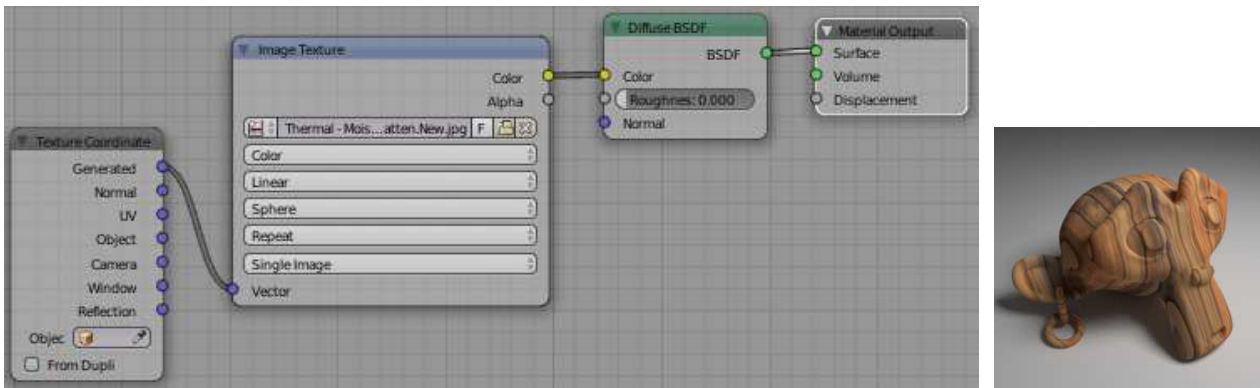 Texture Coordinate
Generated
Normal
UV
Object
Camera
Window
Reflection
Objec
From Dupli
Image Texture
Color
Alpha
Thermal - Mois...atten.New.jpg F
Color
Linear
Sphere
Repeat
Single Image
Vector
Diffuse BSDF
BSDF
Color
Roughnes: 0.000
Normal
Material Output
Surface
Volume
Displacement